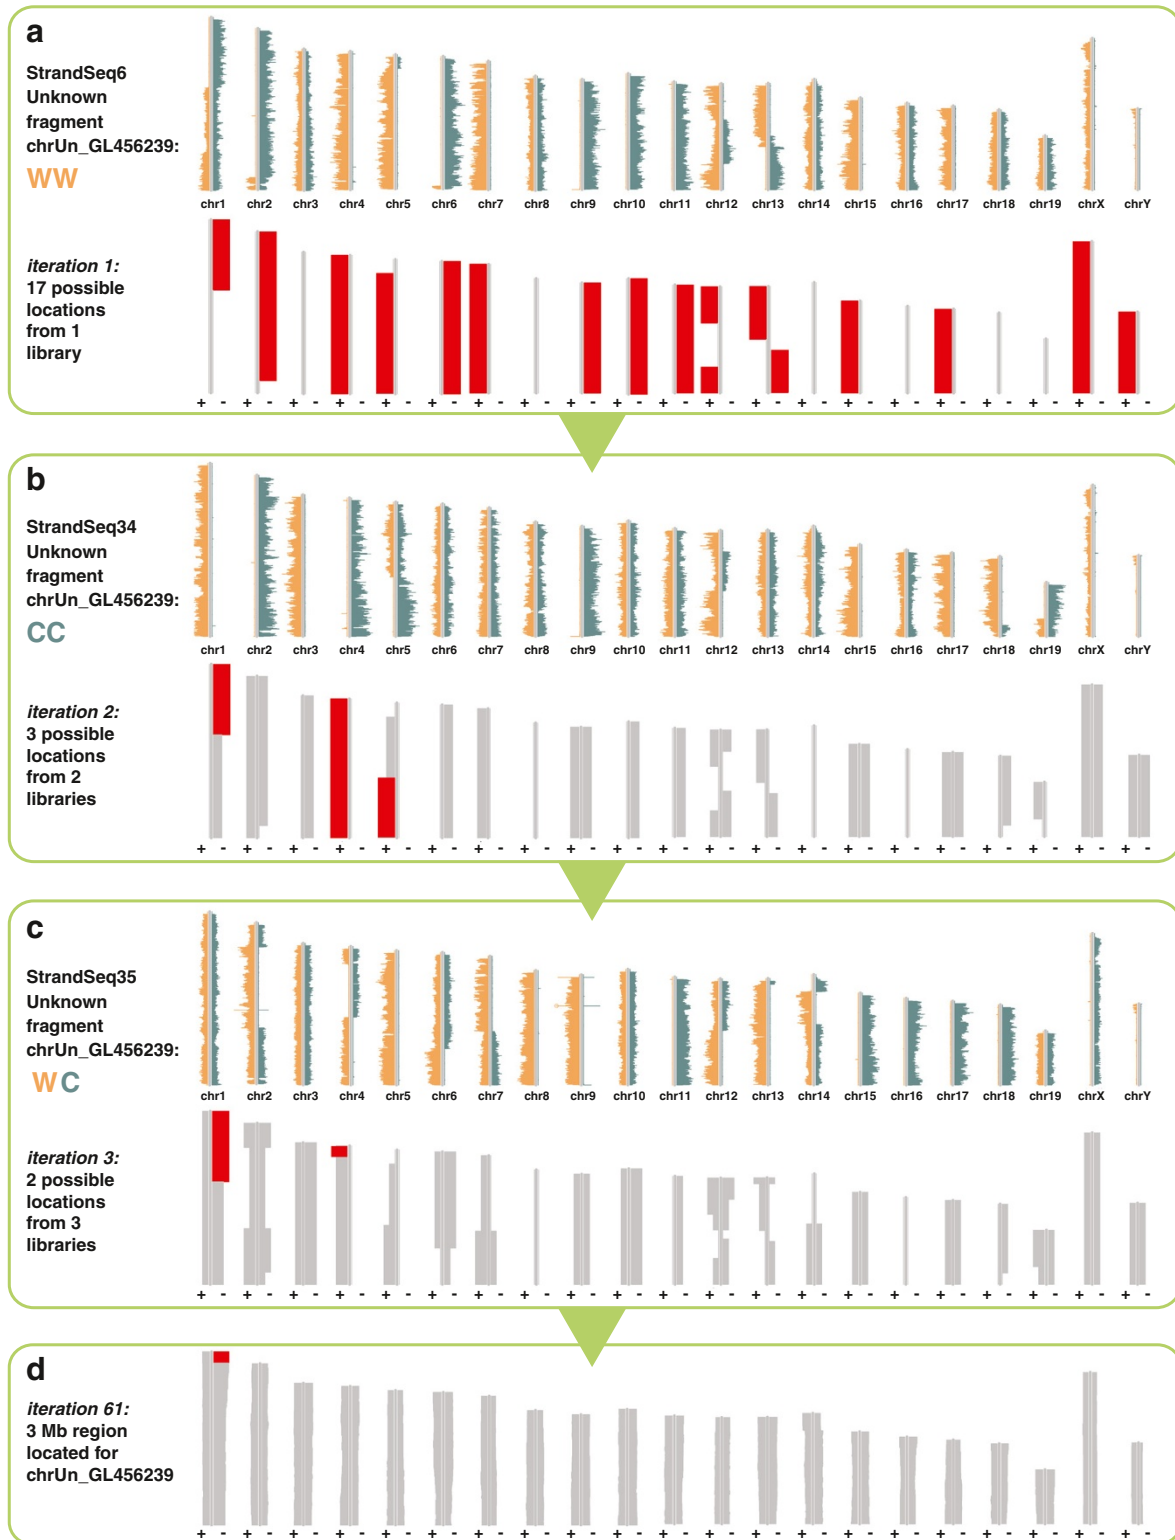 a
StrandSeq6
Unknown
fragment
chrUn_GL456239:
WW
chr1 chr2 chr3 chr4 chr5 chr6 chr7 chr8 chr9 chr10 chr11 chr12 chr13 chr14 chr15 chr16 chr17 chr18 chr19 chrX chrY
iteration 1:
17 possible
locations
from 1
library
+ - + - + - + - + - + - + - + - + - + - + - + - + - + - + - + - + - + - + - + - + -
b
StrandSeq34
Unknown
fragment
chrUn_GL456239:
CC
chr1 chr2 chr3 chr4 chr5 chr6 chr7 chr8 chr9 chr10 chr11 chr12 chr13 chr14 chr15 chr16 chr17 chr18 chr19 chrX chrY
iteration 2:
3 possible
locations
from 2
libraries
+ - + - + - + - + - + - + - + - + - + - + - + - + - + - + - + - + - + - + - + - + -
c
StrandSeq35
Unknown
fragment
chrUn_GL456239:
WC
chr1 chr2 chr3 chr4 chr5 chr6 chr7 chr8 chr9 chr10 chr11 chr12 chr13 chr14 chr15 chr16 chr17 chr18 chr19 chrX chrY
iteration 3:
2 possible
locations
from 3
libraries
+ - + - + - + - + - + - + - + - + - + - + - + - + - + - + - + - + - + - + - + - + -
d
iteration 61:
3 Mb region
located for
chrUn_GL456239
+ - + - + - + - + - + - + - + - + - + - + - + - + - + - + - + - + - + - + - + - + -